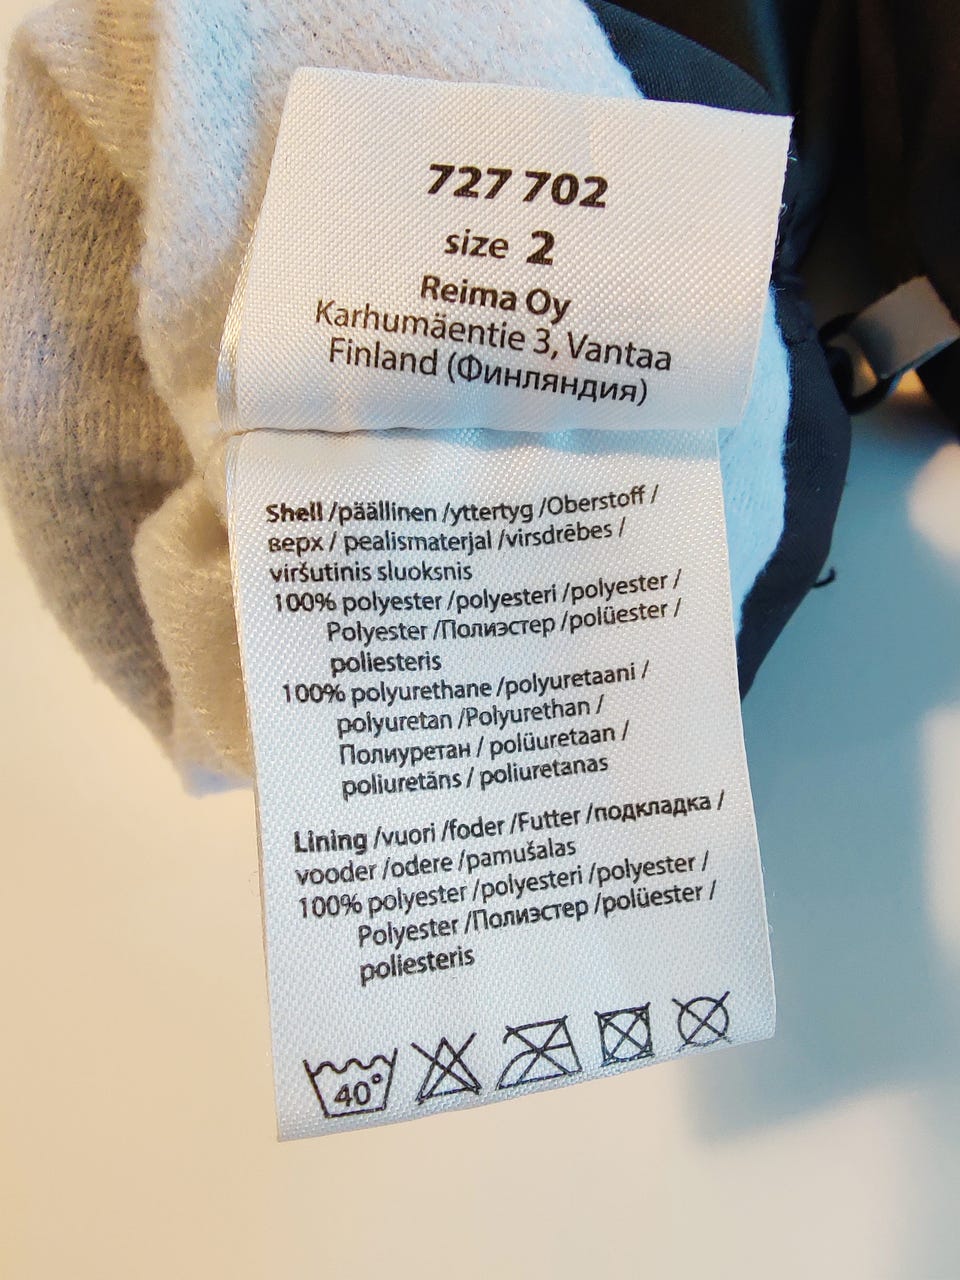 727 702
size 2
Reima Oy
Karhumäentie 3, Vantaa
Finland (Финляндия)
Shell /päällinen /yttertyg /Oberstoff /
верх / pealismaterjal /virsdrēbes /
viršutinis sluoksnis
100% polyester /polyesteri /polyester /
Polyester /Полиэстер /polüester /
poliesteris
100% polyurethane /polyuretaani /
polyuretan /Polyurethan /
Полиуретан / polüuretaan /
poliuretāns / poliuretanas
Lining /vuori /foder /Futter /подкладка /
vooder /odere /pamušalas
100% polyester /polyesteri /polyester /
Polyester /Полиэстер /polüester /
poliesteris
40°